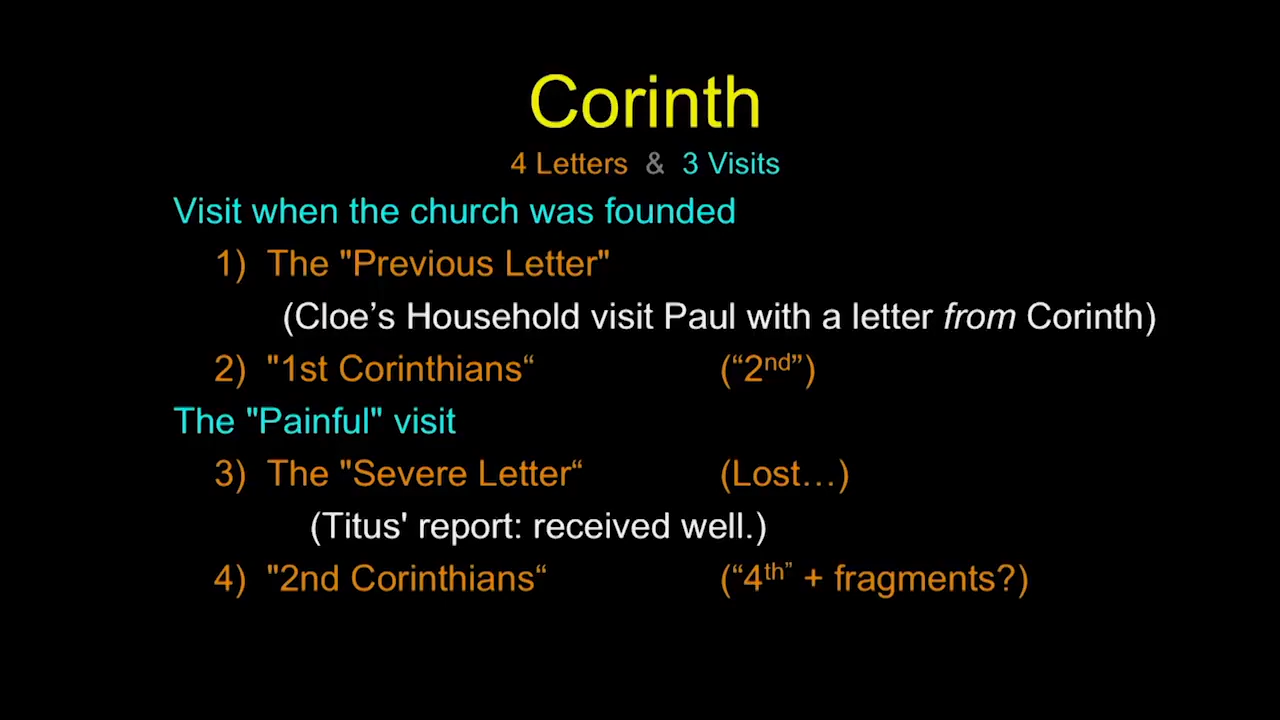 Corinth
4 Letters & 3 Visits
Visit when the church was founded
1) The "Previous Letter"
(Cloe’s Household visit Paul with a letter from Corinth)
2) "1st Corinthians“ (“2nd”)
The "Painful" visit
3) The "Severe Letter“ (Lost…)
(Titus' report: received well.)
4) "2nd Corinthians“ (“4th” + fragments?)